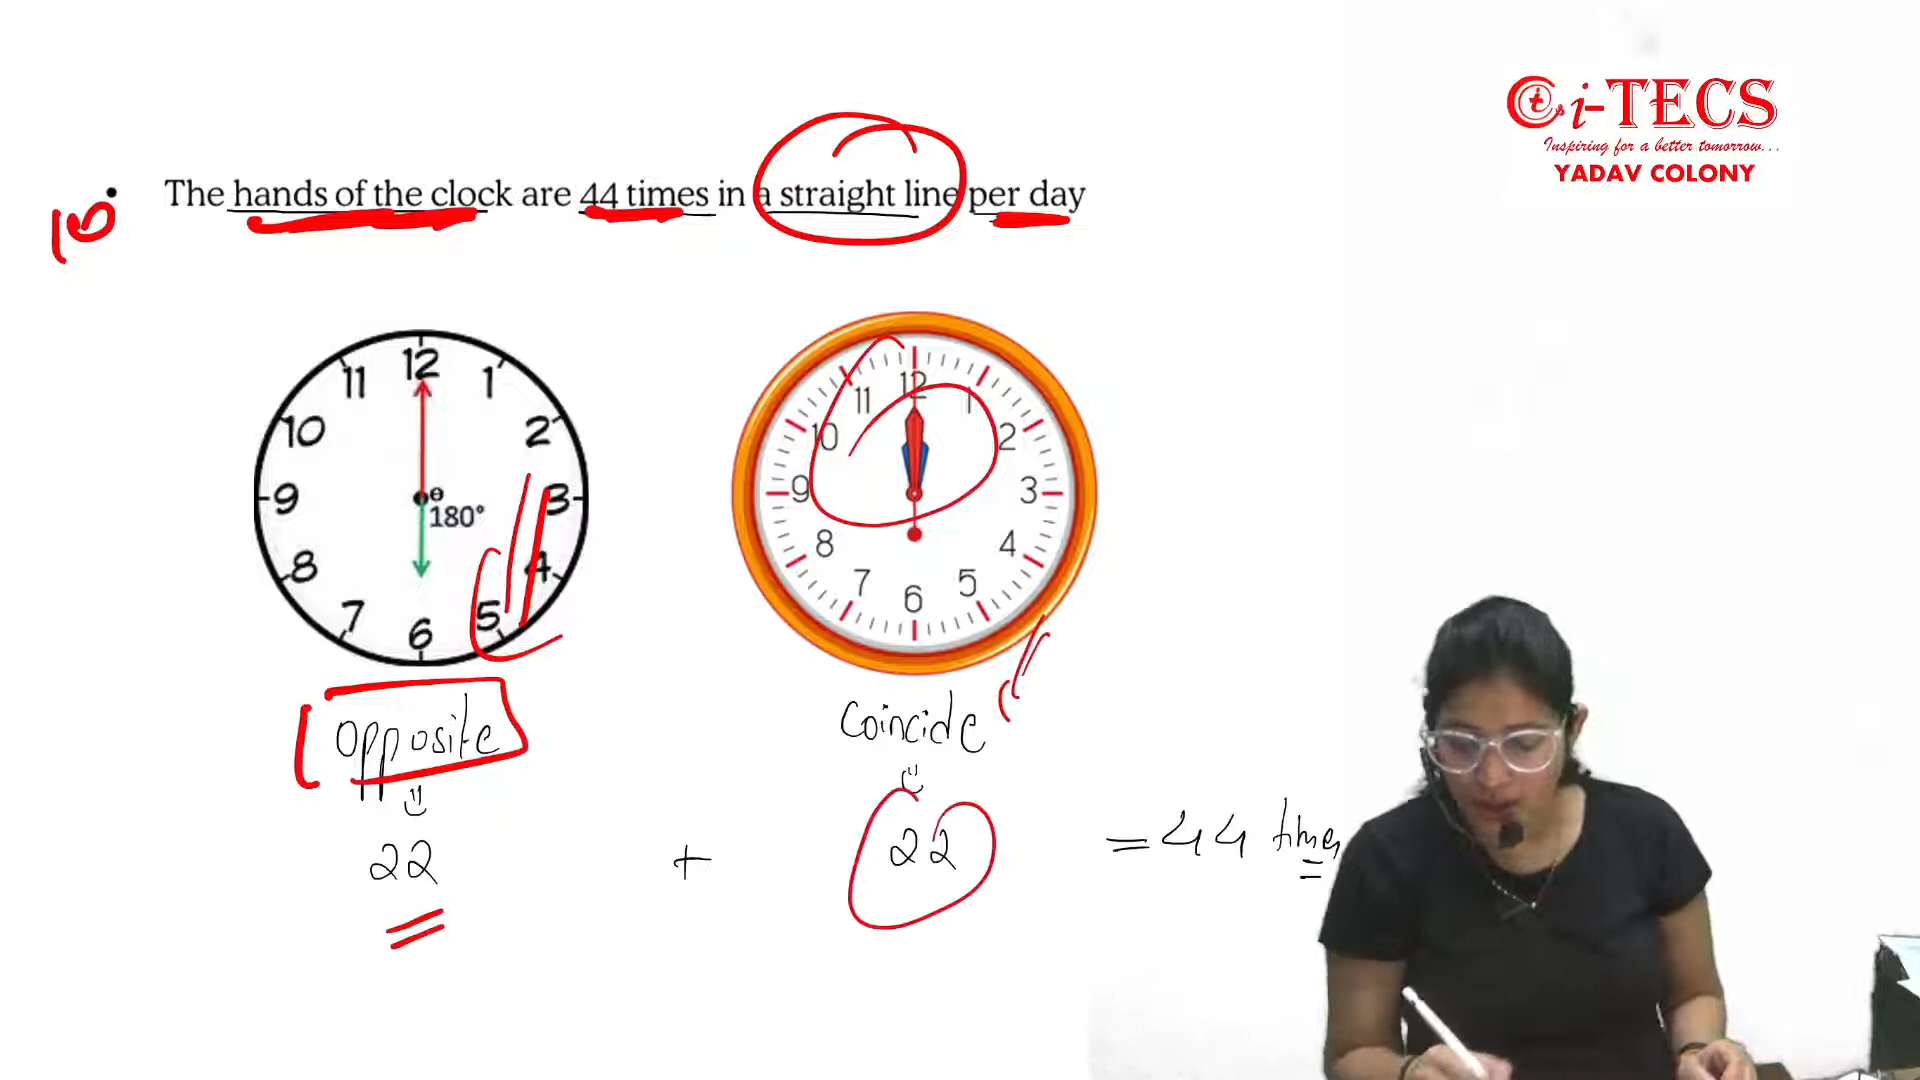 i-TECS
Inspiring for a better tomorrow...
YADAV COLONY
10. The hands of the clock are 44 times in a straight line per day
12
11 1
10 2
9 θ 3
180°
8 4
7 5
6
12
11 1
10 2
9 3
8 4
7 5
6
opposite
coincide
22 + 22 = 44 times